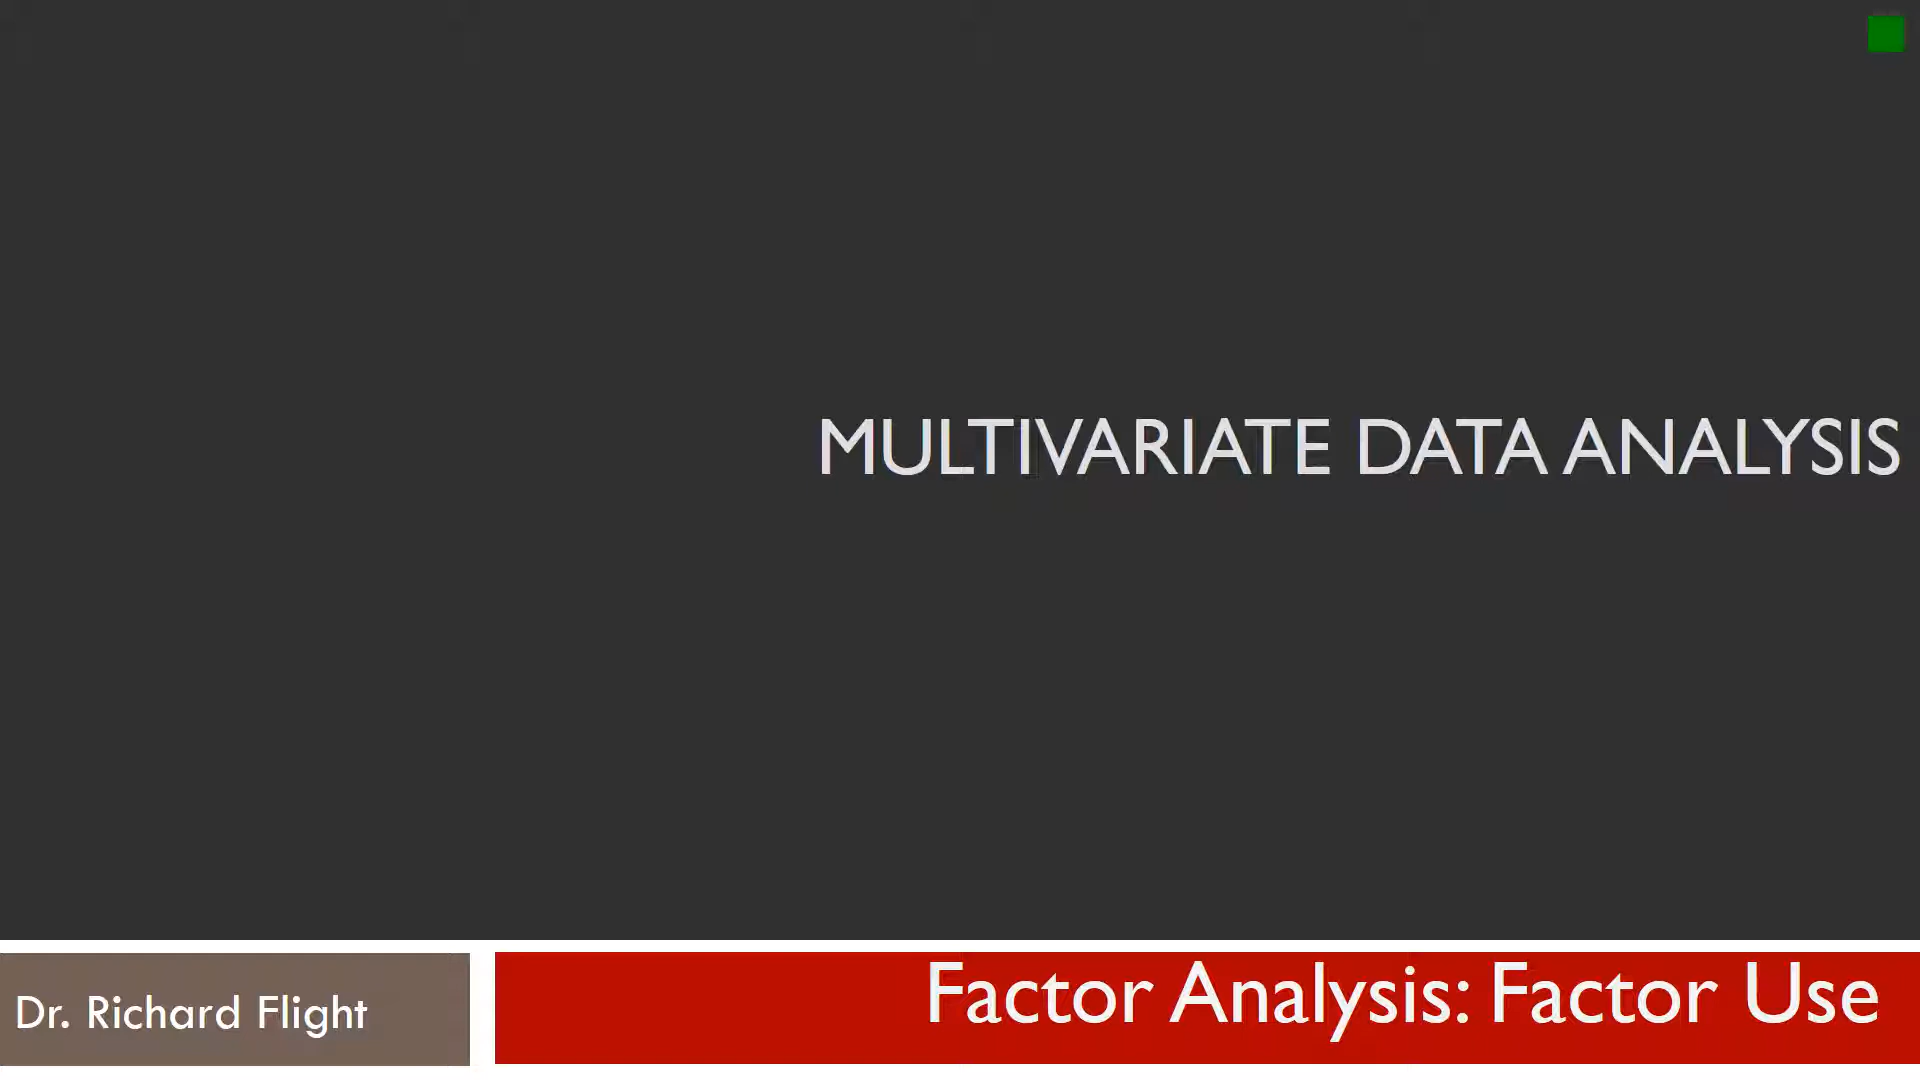 MULTIVARIATE DATA ANALYSIS
Dr. Richard Flight
Factor Analysis: Factor Use